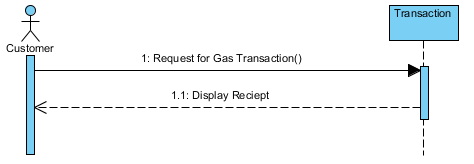 Transaction
Customer
1: Request for Gas Transaction()
1.1: Display Reciept